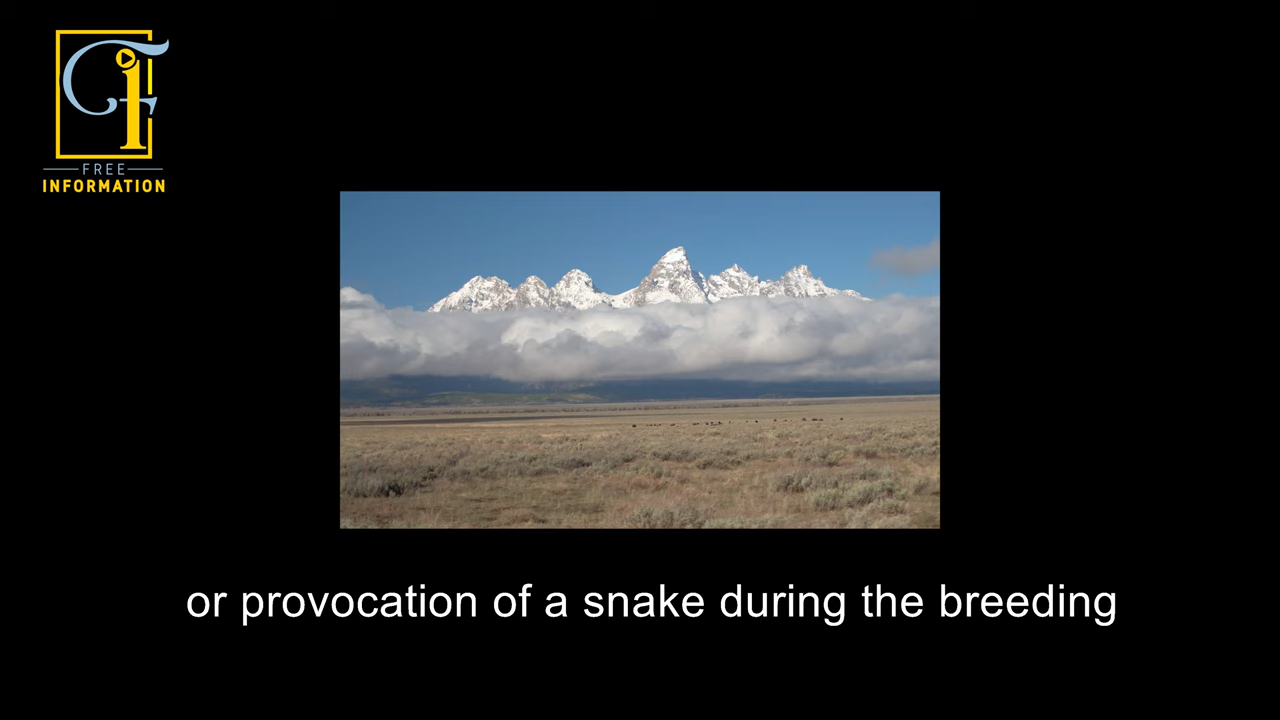 FREE
INFORMATION
or provocation of a snake during the breeding